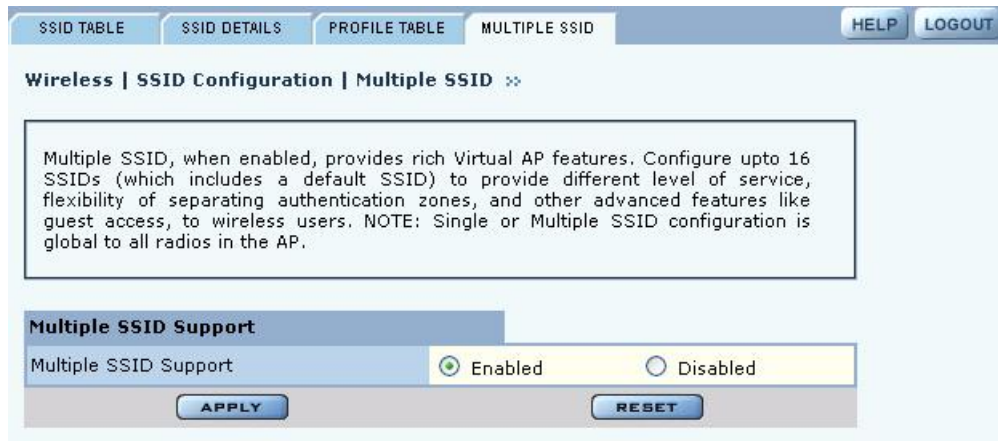 SSID TABLE SSID DETAILS PROFILE TABLE MULTIPLE SSID HELP LOGOUT
Wireless | SSID Configuration | Multiple SSID »
Multiple SSID, when enabled, provides rich Virtual AP features. Configure upto 16
SSIDs (which includes a default SSID) to provide different level of service,
flexibility of separating authentication zones, and other advanced features like
guest access, to wireless users. NOTE: Single or Multiple SSID configuration is
global to all radios in the AP.
Multiple SSID Support
Multiple SSID Support Enabled Disabled
APPLY RESET